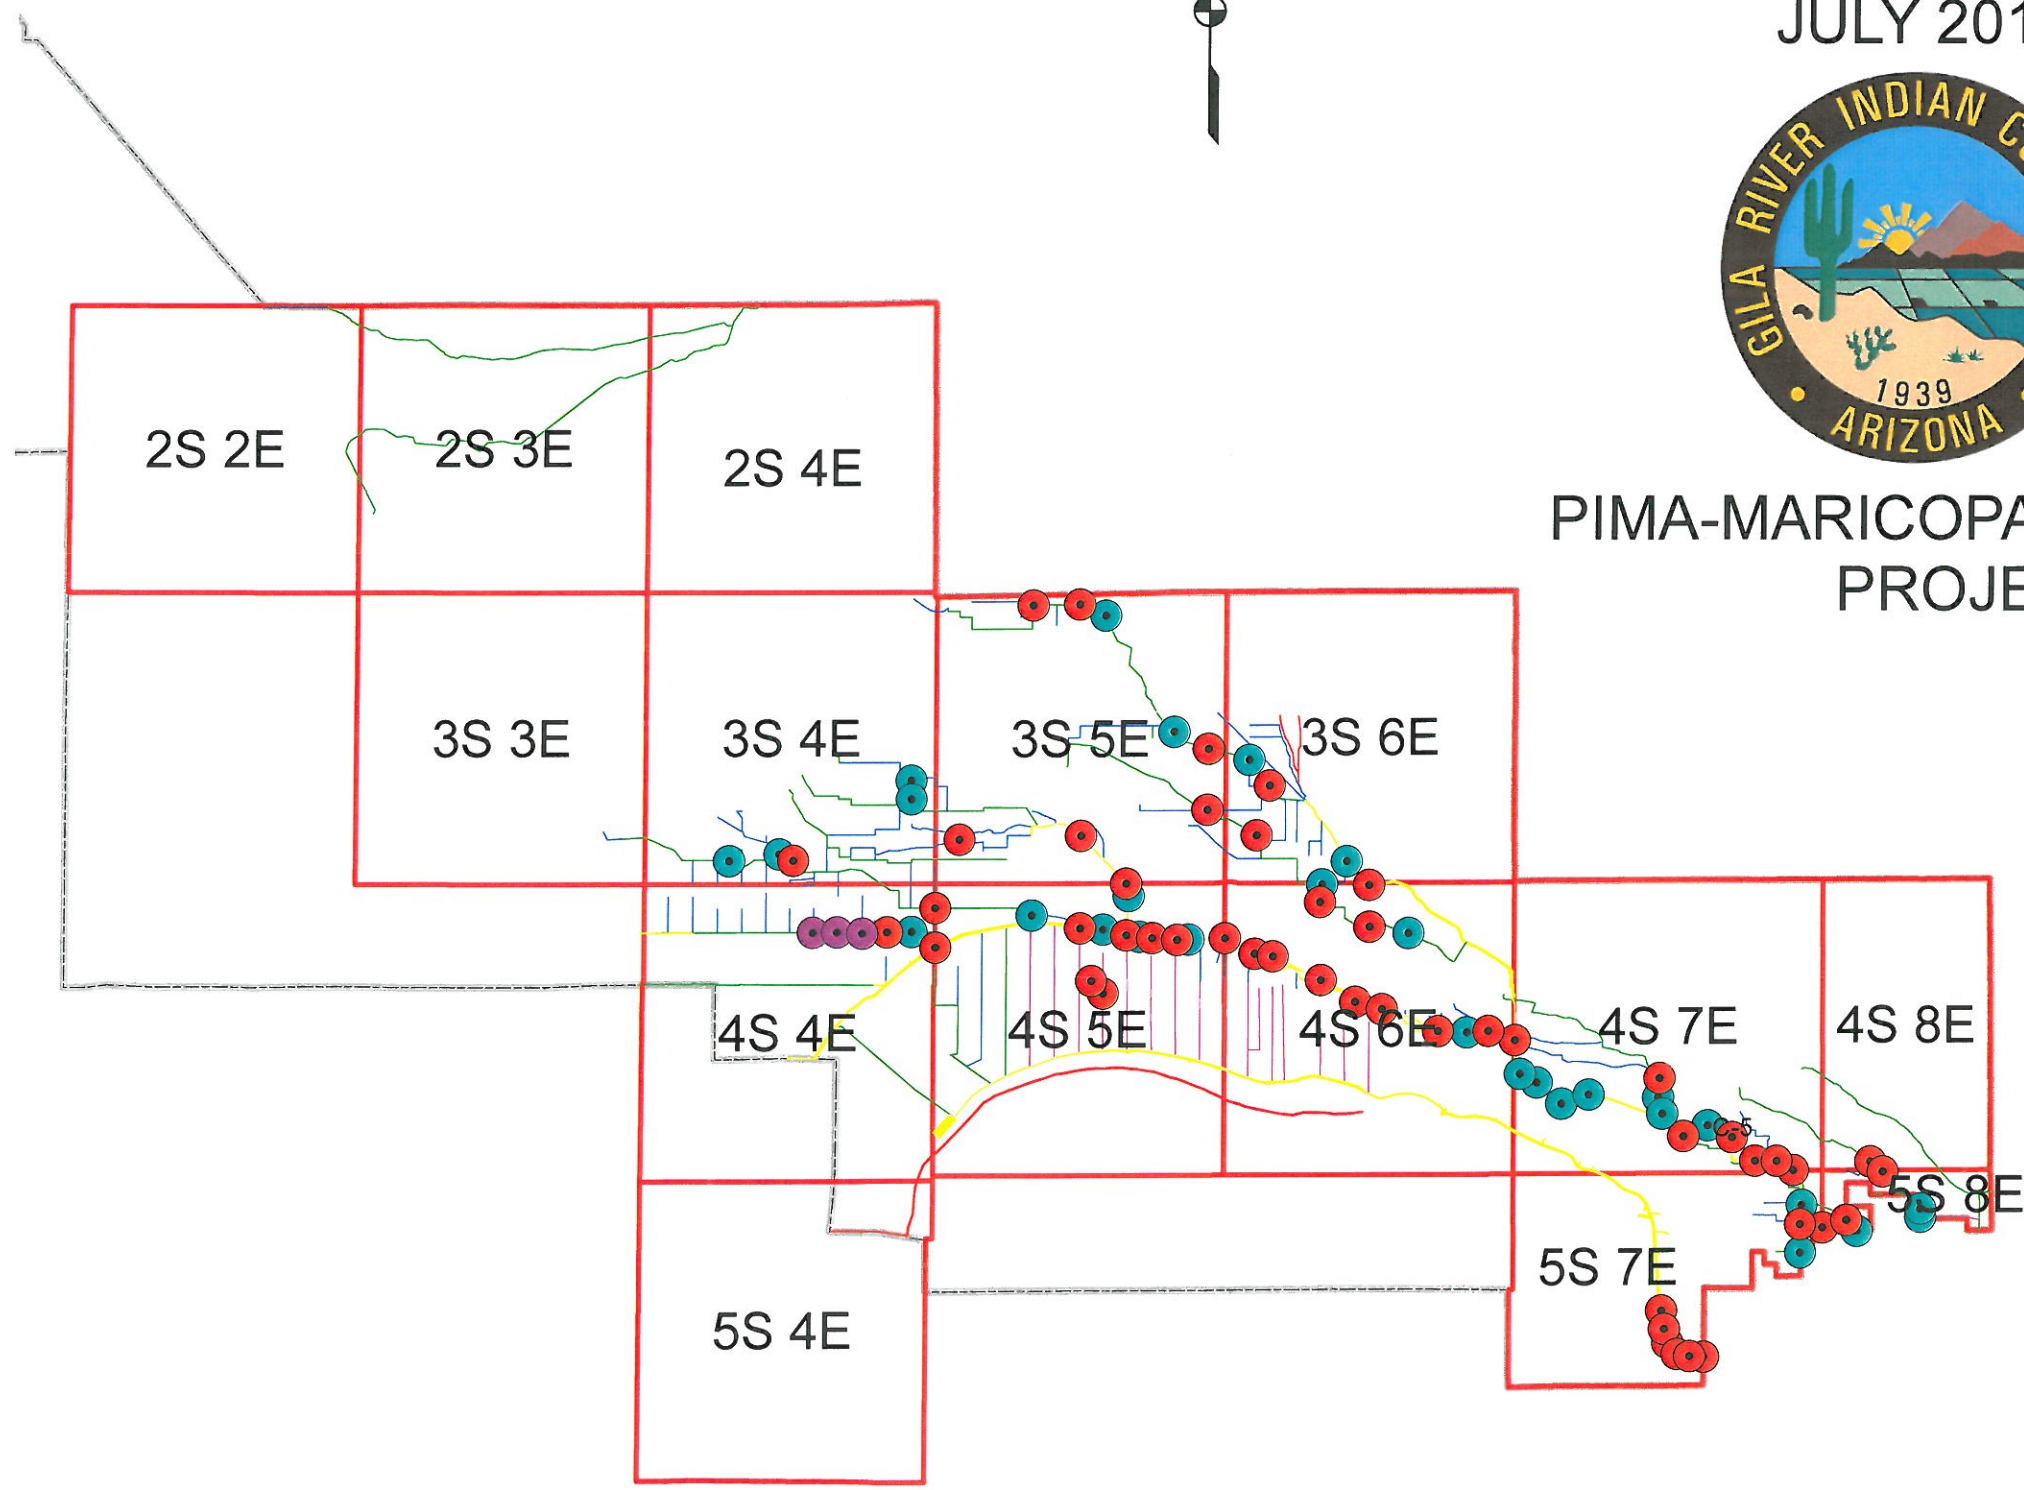 JULY 201
GILA RIVER INDIAN C
1939
ARIZONA
PIMA-MARICOPA
PROJE
2S 2E
2S 3E
2S 4E
3S 3E
3S 4E
3S 5E
3S 6E
4S 4E
4S 5E
4S 6E
4S 7E
4S 8E
C-5
5S 8E
5S 7E
5S 4E